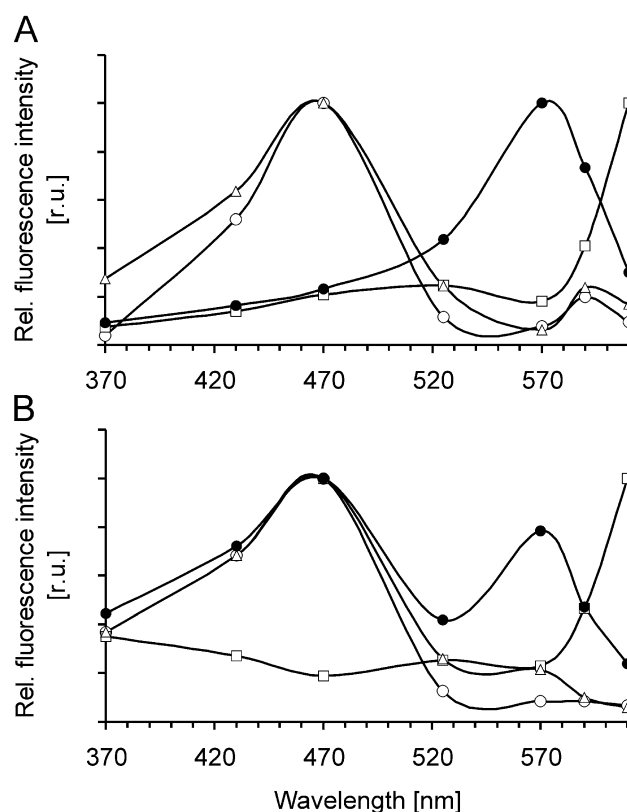 A
Rel. fluorescence intensity
[r.u.]
370 420 470 520 570
B
Rel. fluorescence intensity
[r.u.]
370 420 470 520 570
Wavelength [nm]